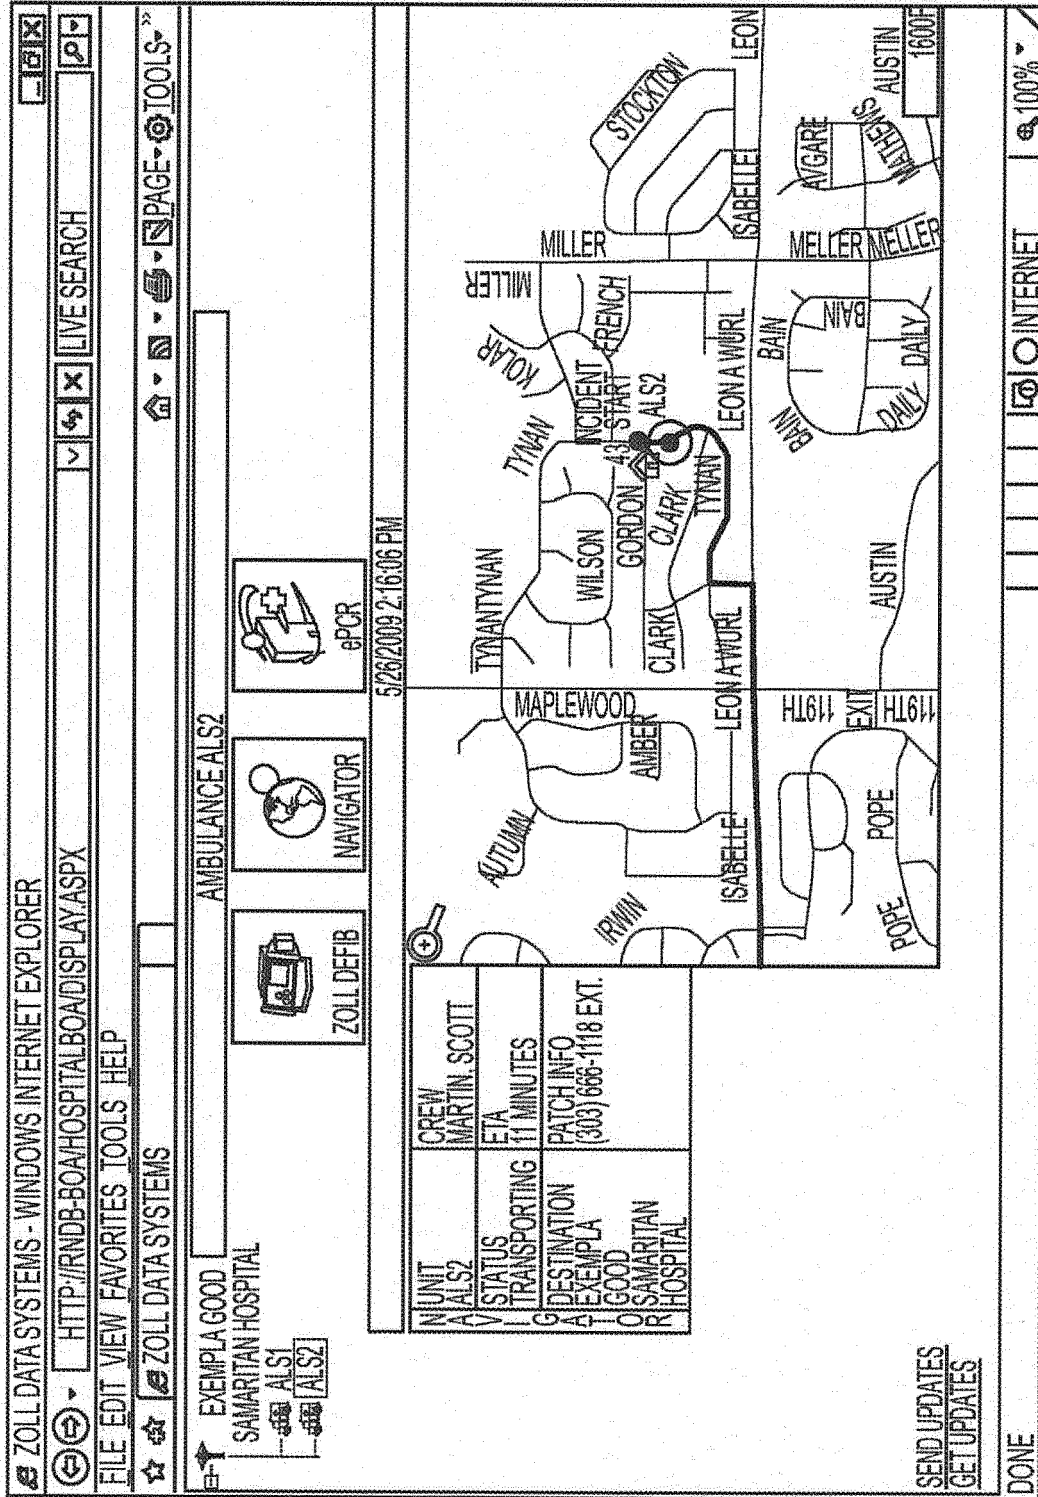 ZOLL DATA SYSTEMS - WINDOWS INTERNET EXPLORER
HTTP://RNDB-BOA/HOSPITALBOA/DISPLAY.ASPX
LIVE SEARCH
FILE EDIT VIEW FAVORITES TOOLS HELP
ZOLL DATA SYSTEMS
PAGE TOOLS »
EXEMPLA GOOD
SAMARITAN HOSPITAL
ALS1
ALS2
AMBULANCE ALS2
ZOLL DEFIB
NAVIGATOR
ePCR
5/26/2009 2:16:06 PM
NAVIGATOR
UNIT
ALS2
CREW
MARTIN, SCOTT
STATUS
TRANSPORTING
ETA
11 MINUTES
DESTINATION
EXEMPLA
GOOD
SAMARITAN
HOSPITAL
PATCH INFO
(303) 666-1118 EXT.
TYNANTYNAN
TYNAN
KOLAR
MILLER
MILLER
AUTUMN
MAPLEWOOD
WILSON
INCIDENT
START
FRENCH
STOCKTON
IRWIN
AMBER
GORDON
43
ALS2
CLARK
CLARK
TYNAN
ISABELLE
LEON A WURL
LEON A WURL
ISABELLE
LEON
119TH
BAIN
BAIN
BAIN
MELLER
AVGARE
POPE
EXIT
AUSTIN
MATHEWS
AUSTIN
POPE
119TH
DAILY
DAILY
MELLER
1600F
SEND UPDATES
GET UPDATES
DONE
INTERNET
100%